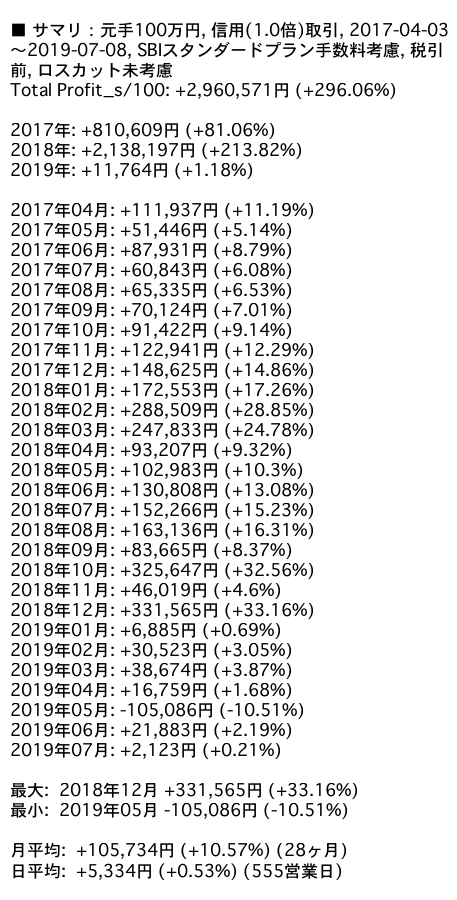 ■ サマリ：元手100万円, 信用(1.0倍)取引, 2017-04-03
～2019-07-08, SBIスタンダードプラン手数料考慮, 税引
前, ロスカット未考慮
Total Profit_s/100: +2,960,571円 (+296.06%)
2017年: +810,609円 (+81.06%)
2018年: +2,138,197円 (+213.82%)
2019年: +11,764円 (+1.18%)
2017年04月: +111,937円 (+11.19%)
2017年05月: +51,446円 (+5.14%)
2017年06月: +87,931円 (+8.79%)
2017年07月: +60,843円 (+6.08%)
2017年08月: +65,335円 (+6.53%)
2017年09月: +70,124円 (+7.01%)
2017年10月: +91,422円 (+9.14%)
2017年11月: +122,941円 (+12.29%)
2017年12月: +148,625円 (+14.86%)
2018年01月: +172,553円 (+17.26%)
2018年02月: +288,509円 (+28.85%)
2018年03月: +247,833円 (+24.78%)
2018年04月: +93,207円 (+9.32%)
2018年05月: +102,983円 (+10.3%)
2018年06月: +130,808円 (+13.08%)
2018年07月: +152,266円 (+15.23%)
2018年08月: +163,136円 (+16.31%)
2018年09月: +83,665円 (+8.37%)
2018年10月: +325,647円 (+32.56%)
2018年11月: +46,019円 (+4.6%)
2018年12月: +331,565円 (+33.16%)
2019年01月: +6,885円 (+0.69%)
2019年02月: +30,523円 (+3.05%)
2019年03月: +38,674円 (+3.87%)
2019年04月: +16,759円 (+1.68%)
2019年05月: -105,086円 (-10.51%)
2019年06月: +21,883円 (+2.19%)
2019年07月: +2,123円 (+0.21%)
最大: 2018年12月 +331,565円 (+33.16%)
最小: 2019年05月 -105,086円 (-10.51%)
月平均: +105,734円 (+10.57%) (28ヶ月)
日平均: +5,334円 (+0.53%) (555営業日)